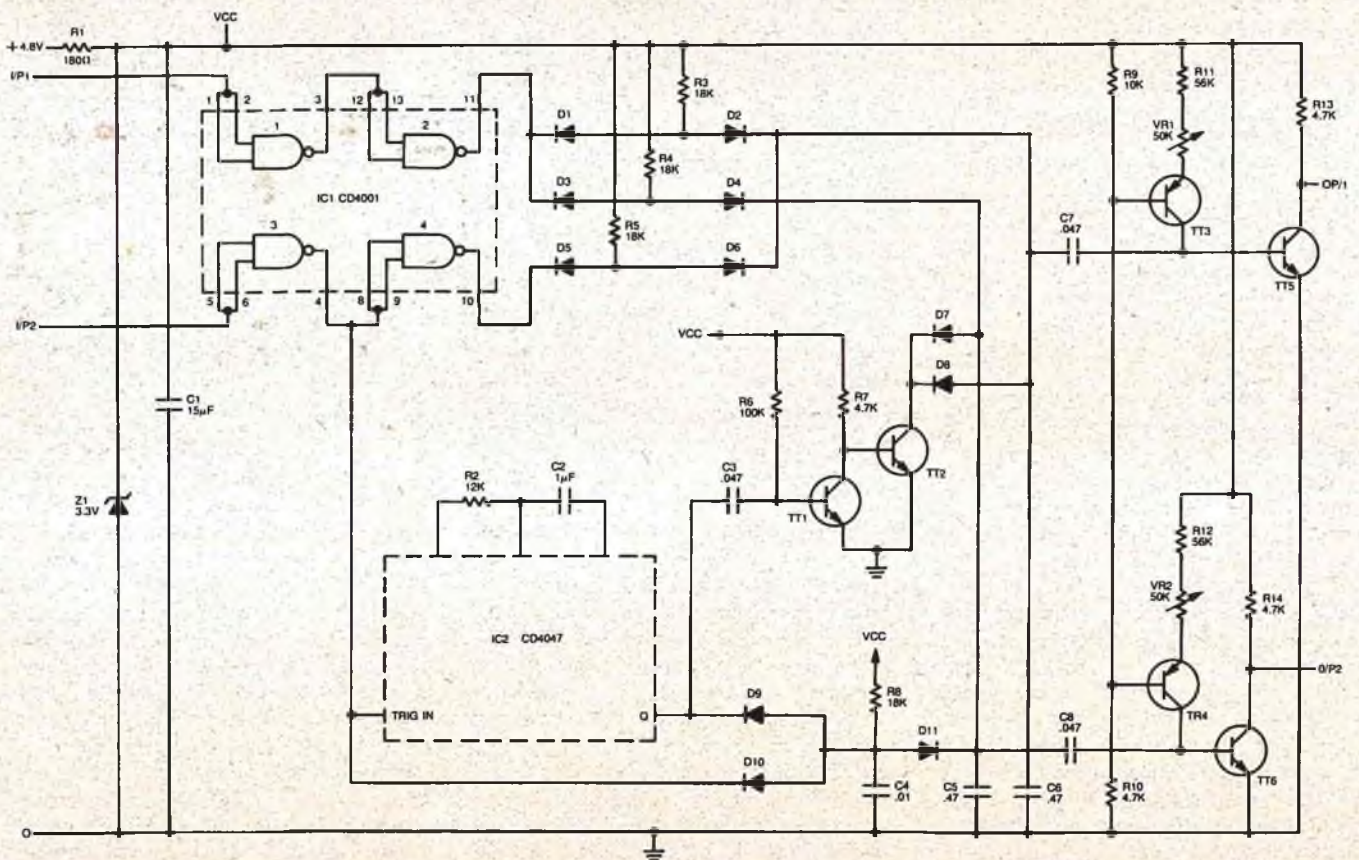 VCC
+4.8V
R1
180Ω
I/P1
1
2
3
12
13
11
1
2
IC1 CD4001
3
4
5
6
4
8
9
10
I/P2
D1
D2
R3
18K
R4
18K
D3
D4
R5
18K
D5
D6
R9
10K
R11
56K
VR1
50K
R13
4.7K
OP/1
C7
.047
TT3
TT5
VCC
D7
D8
R6
100K
R7
4.7K
TT2
C3
.047
TT1
C1
15µF
Z1
3.3V
R2
12K
C2
1µF
IC2 CD4047
TRIG IN
Q
R12
56K
VR2
50K
R14
4.7K
O/P2
TR4
TT6
VCC
R8
18K
D9
D10
D11
C8
.047
C4
.01
C5
.47
C6
.47
R10
4.7K
O